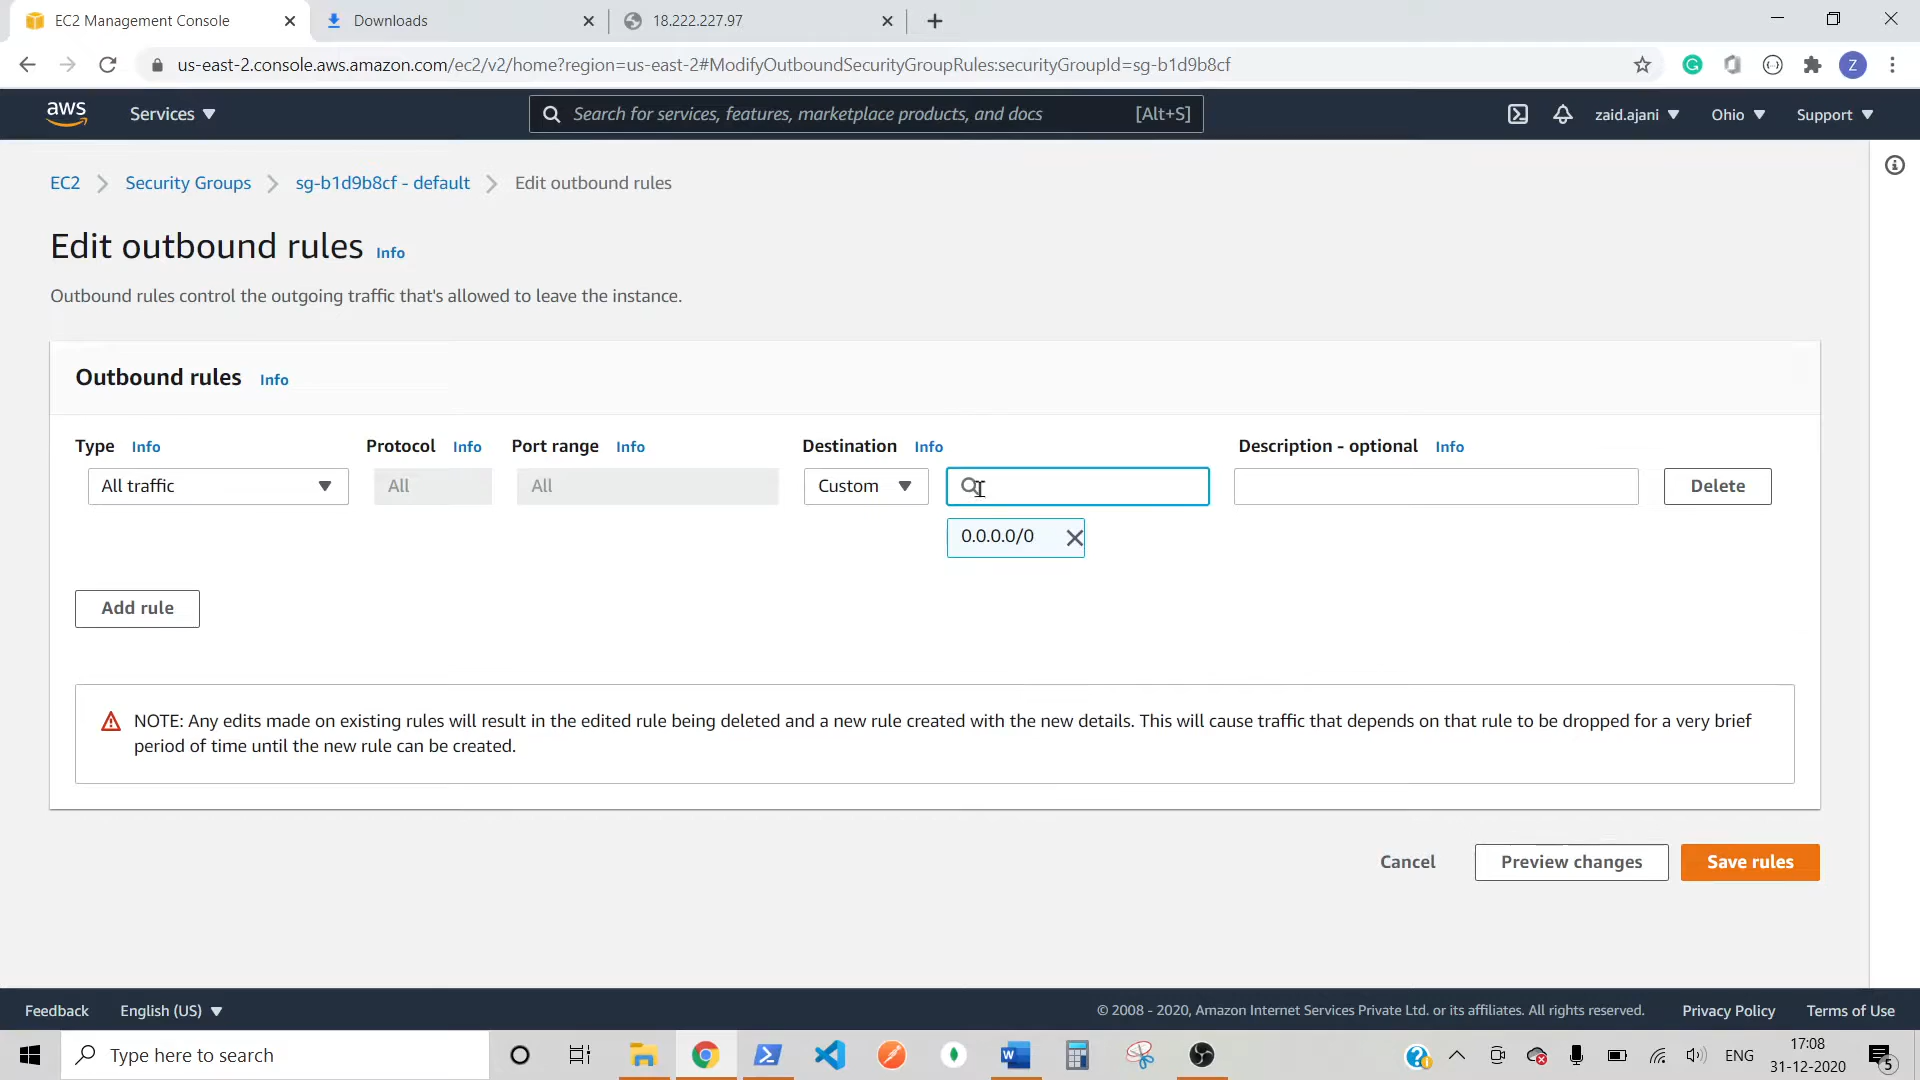 EC2 Management Console
Downloads
18.222.227.97
us-east-2.console.aws.amazon.com/ec2/v2/home?region=us-east-2#ModifyOutboundSecurityGroupRules:securityGroupId=sg-b1d9b8cf
Z
aws
Services
Search for services, features, marketplace products, and docs
[Alt+S]
zaid.ajani
Ohio
Support
EC2
Security Groups
sg-b1d9b8cf - default
Edit outbound rules
Edit outbound rules Info
Outbound rules control the outgoing traffic that's allowed to leave the instance.
Outbound rules Info
Type Info
Protocol Info
Port range Info
Destination Info
Description - optional Info
All traffic
All
All
Custom
Delete
0.0.0.0/0
Add rule
NOTE: Any edits made on existing rules will result in the edited rule being deleted and a new rule created with the new details. This will cause traffic that depends on that rule to be dropped for a very brief
period of time until the new rule can be created.
Cancel
Preview changes
Save rules
Feedback
English (US)
© 2008 - 2020, Amazon Internet Services Private Ltd. or its affiliates. All rights reserved.
Privacy Policy
Terms of Use
Type here to search
W
ENG
17:08
31-12-2020
5